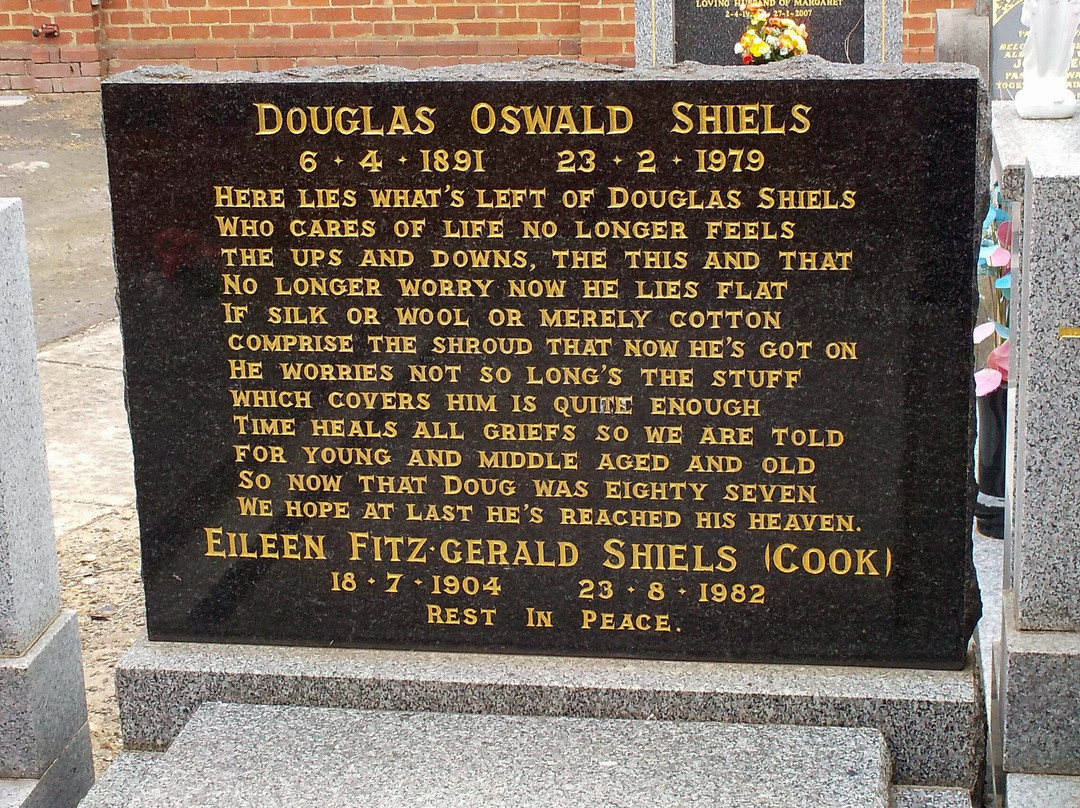 LOVING HUSBAND OF MARGARET
27-1-2007
DOUGLAS OSWALD SHIELS
6 · 4 · 1891 23 · 2 · 1979
HERE LIES WHAT'S LEFT OF DOUGLAS SHIELS
WHO CARES OF LIFE NO LONGER FEELS
THE UPS AND DOWNS, THE THIS AND THAT
NO LONGER WORRY NOW HE LIES FLAT
IF SILK OR WOOL OR MERELY COTTON
COMPRISE THE SHROUD THAT NOW HE'S GOT ON
HE WORRIES NOT SO LONG'S THE STUFF
WHICH COVERS HIM IS QUITE ENOUGH
TIME HEALS ALL GRIEFS SO WE ARE TOLD
FOR YOUNG AND MIDDLE AGED AND OLD
SO NOW THAT DOUG WAS EIGHTY SEVEN
WE HOPE AT LAST HE'S REACHED HIS HEAVEN.
EILEEN FITZ·GERALD SHIELS (COOK)
18 · 7 · 1904 23 · 8 · 1982
REST IN PEACE.